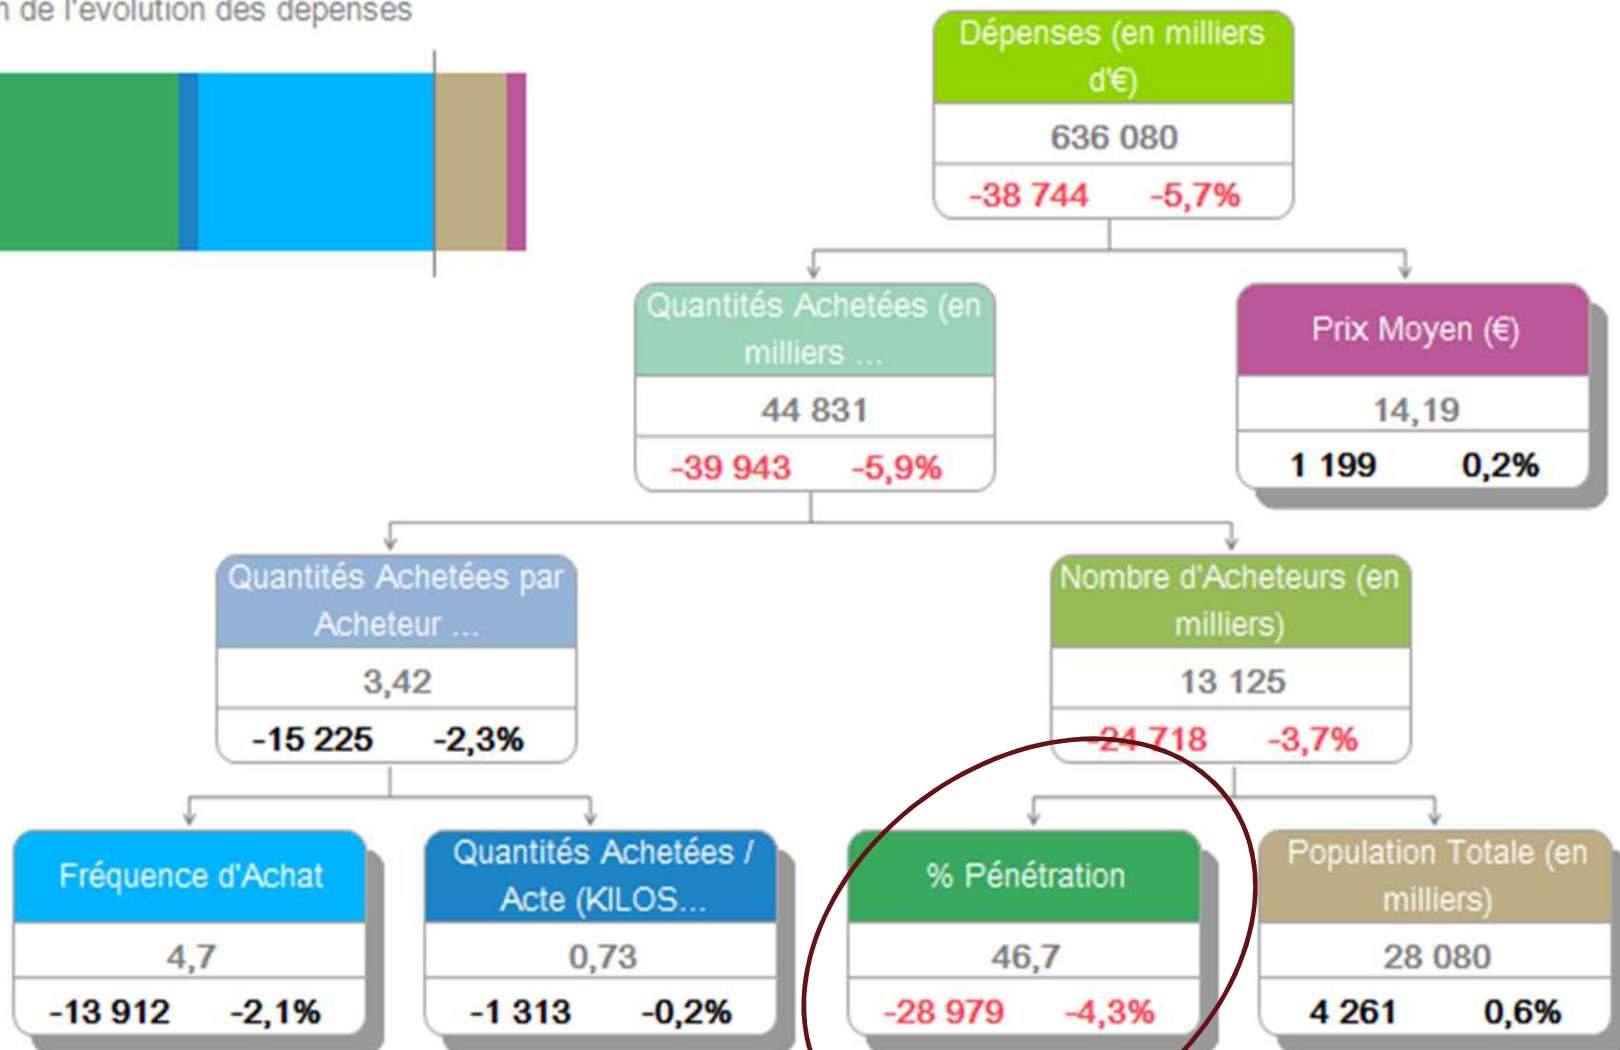 n de l'évolution des dépenses
Dépenses (en milliers
d'€)
636 080
-38 744 -5,7%
Quantités Achetées (en
milliers ...
44 831
-39 943 -5,9%
Prix Moyen (€)
14,19
1 199 0,2%
Quantités Achetées par
Acheteur ...
3,42
-15 225 -2,3%
Nombre d'Acheteurs (en
milliers)
13 125
-24 718 -3,7%
Fréquence d'Achat
4,7
-13 912 -2,1%
Quantités Achetées /
Acte (KILOS...
0,73
-1 313 -0,2%
% Pénétration
46,7
-28 979 -4,3%
Population Totale (en
milliers)
28 080
4 261 0,6%